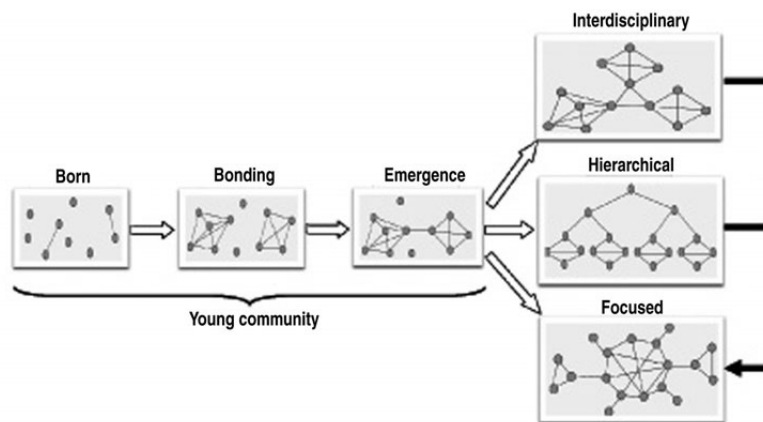 Interdisciplinary
Born
Bonding
Emergence
Hierarchical
Young community
Focused